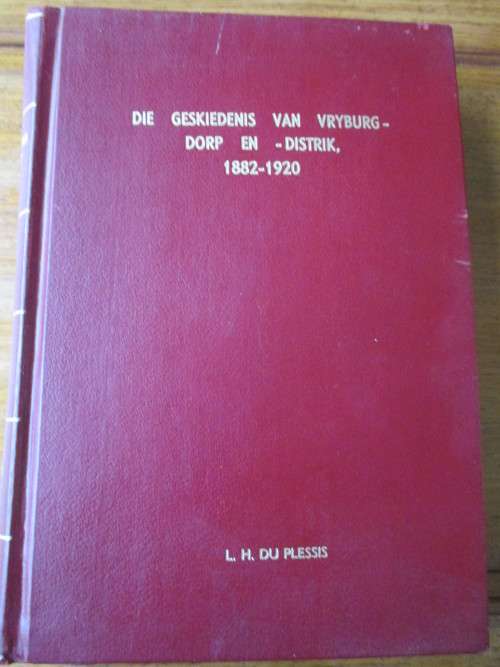 DIE GESKIEDENIS VAN VRYBURG-
DORP EN -DISTRIK,
1882-1920
L. H. DU PLESSIS